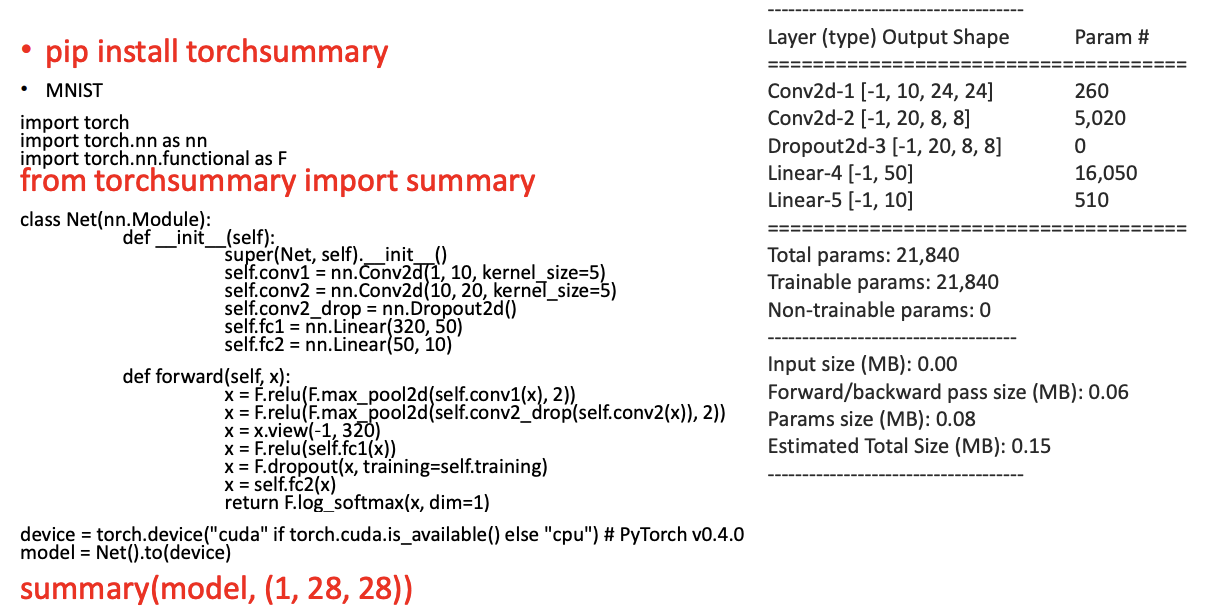 • pip install torchsummary
• MNIST
import torch
import torch.nn as nn
import torch.nn.functional as F
from torchsummary import summary
class Net(nn.Module):
def __init__(self):
super(Net, self).__init__()
self.conv1 = nn.Conv2d(1, 10, kernel_size=5)
self.conv2 = nn.Conv2d(10, 20, kernel_size=5)
self.conv2_drop = nn.Dropout2d()
self.fc1 = nn.Linear(320, 50)
self.fc2 = nn.Linear(50, 10)
def forward(self, x):
x = F.relu(F.max_pool2d(self.conv1(x), 2))
x = F.relu(F.max_pool2d(self.conv2_drop(self.conv2(x)), 2))
x = x.view(-1, 320)
x = F.relu(self.fc1(x))
x = F.dropout(x, training=self.training)
x = self.fc2(x)
return F.log_softmax(x, dim=1)
device = torch.device("cuda" if torch.cuda.is_available() else "cpu") # PyTorch v0.4.0
model = Net().to(device)
summary(model, (1, 28, 28))
-------------------------------------
Layer (type) Output Shape Param #
=====================================
Conv2d-1 [-1, 10, 24, 24] 260
Conv2d-2 [-1, 20, 8, 8] 5,020
Dropout2d-3 [-1, 20, 8, 8] 0
Linear-4 [-1, 50] 16,050
Linear-5 [-1, 10] 510
=====================================
Total params: 21,840
Trainable params: 21,840
Non-trainable params: 0
------------------------------------
Input size (MB): 0.00
Forward/backward pass size (MB): 0.06
Params size (MB): 0.08
Estimated Total Size (MB): 0.15
-------------------------------------